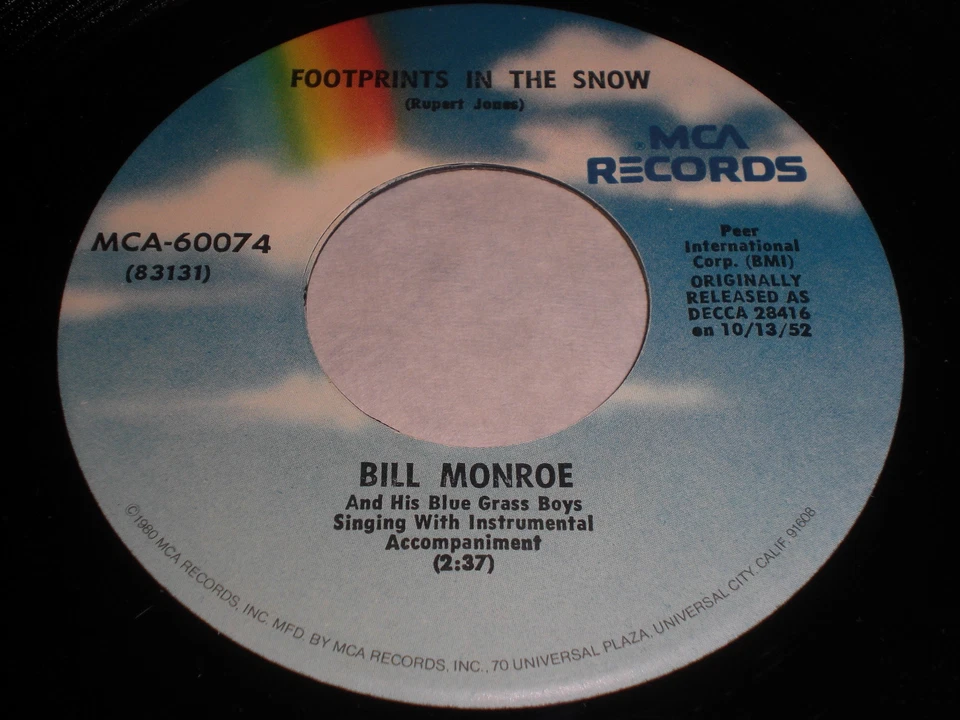 FOOTPRINTS IN THE SNOW
(Rupert Jones)
MCA
RECORDS
MCA-60074
(83131)
Peer
International
Corp. (BMI)
ORIGINALLY
RELEASED AS
DECCA 28416
on 10/13/52
BILL MONROE
And His Blue Grass Boys
Singing With Instrumental
Accompaniment
(2:37)
©1980 MCA RECORDS, INC. MFD. BY MCA RECORDS, INC., 70 UNIVERSAL PLAZA, UNIVERSAL CITY, CALIF. 91608